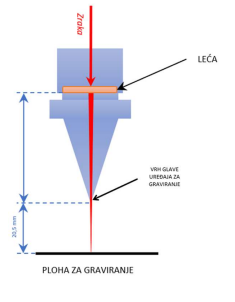 Zraka
LEĆA
VRH GLAVE
UREĐAJA ZA
GRAVIRANJE
20,5 mm
PLOHA ZA GRAVIRANJE